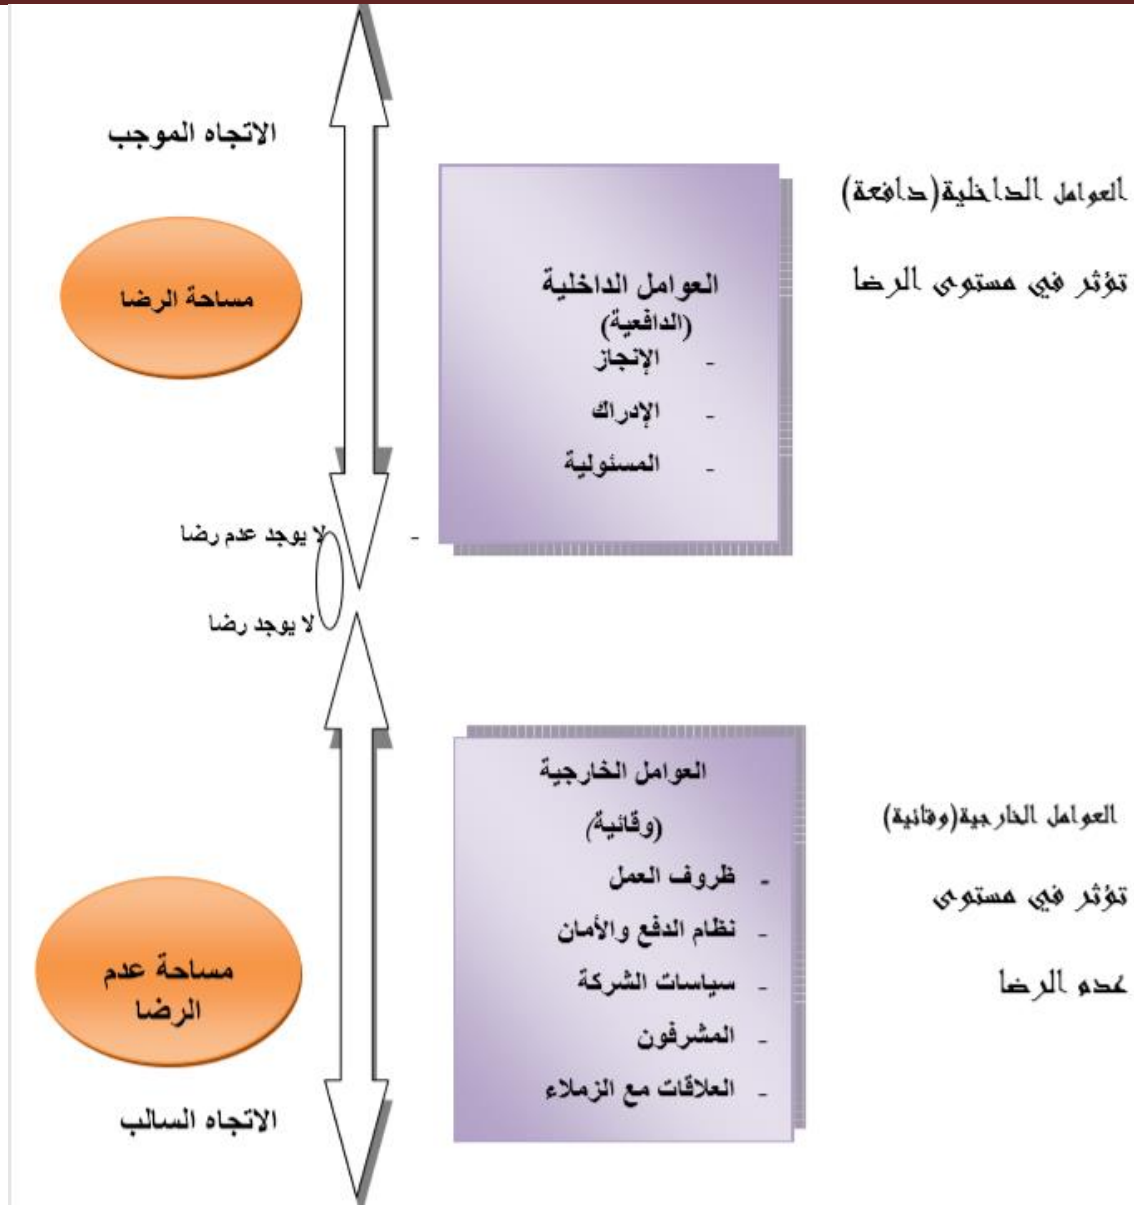 الاتجاه الموجب
مساحة الرضا
العوامل الداخلية
(الدافعية)
- الإنجاز
- الإدراك
- المسئولية
العوامل الداخلية(دافعة)
تؤثر في مستوى الرضا
- لا يوجد عدم رضا
لا يوجد رضا
العوامل الخارجية
(وقائية)
- ظروف العمل
- نظام الدفع والأمان
- سياسات الشركة
- المشرفون
- العلاقات مع الزملاء
العوامل الخارجية(وقائية)
تؤثر في مستوى
عدم الرضا
مساحة عدم
الرضا
الاتجاه السالب